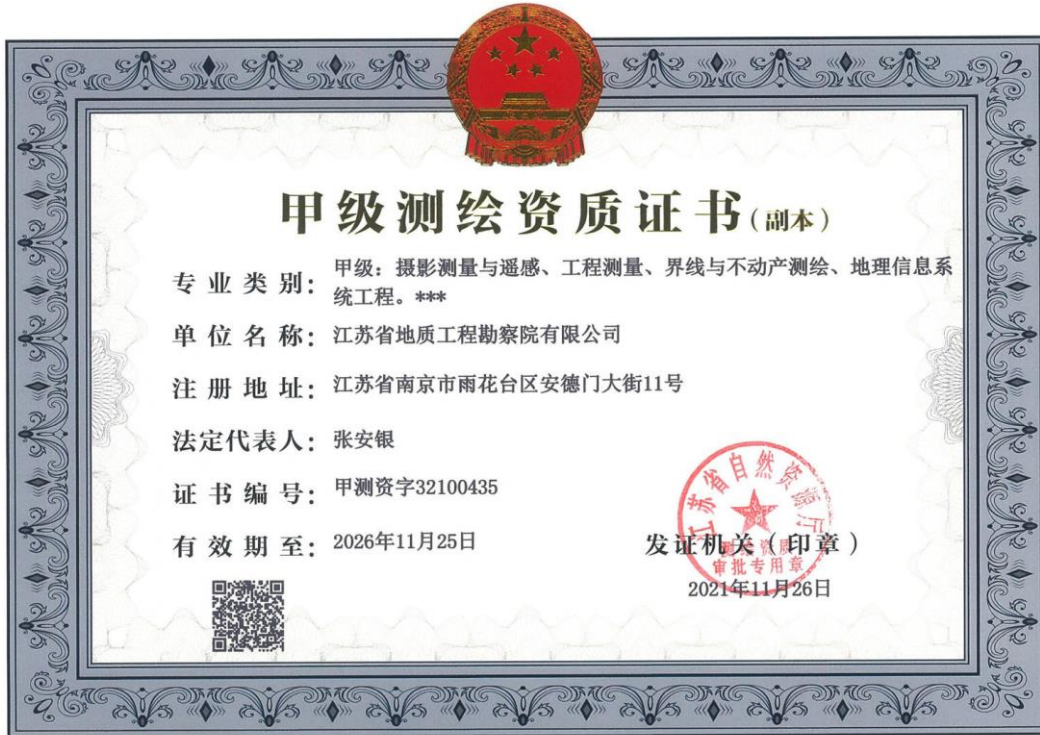 甲级测绘资质证书(副本)
专业类别：甲级：摄影测量与遥感、工程测量、界线与不动产测绘、地理信息系
统工程。***
单位名称：江苏省地质工程勘察院有限公司
注册地址：江苏省南京市雨花台区安德门大街11号
法定代表人：张安银
证书编号：甲测资字32100435
有效期至：2026年11月25日
江苏省自然资源厅
测绘资质
审批专用章
发证机关（印章）
2021年11月26日